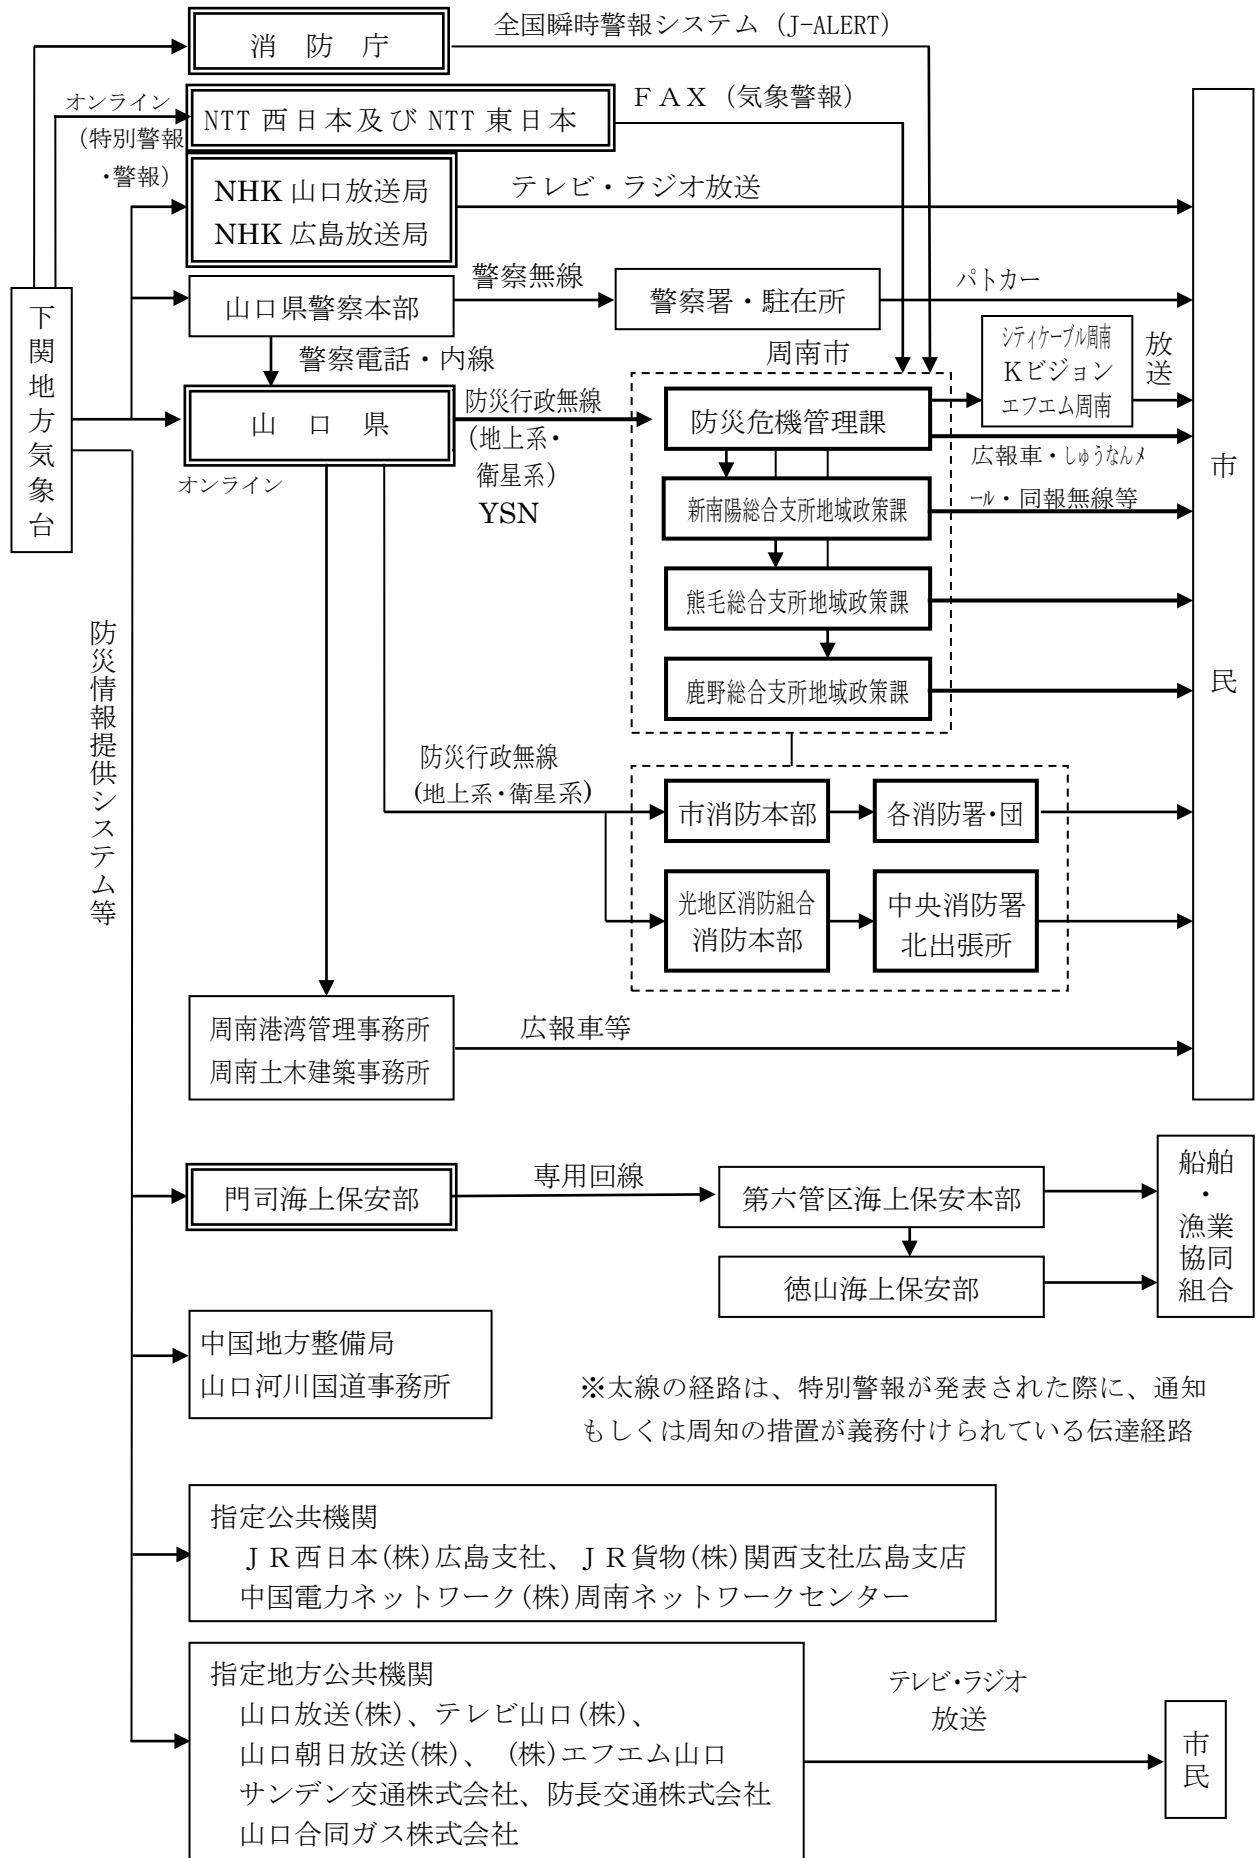 全国瞬時警報システム（J-ALERT）
消　防　庁
オンライン
（特別警報
・警報）
ＦＡＸ（気象警報）
NTT 西日本及び NTT 東日本
NHK 山口放送局
NHK 広島放送局
テレビ・ラジオ放送
山口県警察本部
警察無線
警察署・駐在所
パトカー
下関地方気象台
警察電話・内線
周南市
シティケーブル周南
Ｋビジョン
エフエム周南
放送
山　口　県
オンライン
防災行政無線
(地上系・
衛星系）
YSN
防災危機管理課
広報車・しゅうなんメ
ール・同報無線等
新南陽総合支所地域政策課
熊毛総合支所地域政策課
鹿野総合支所地域政策課
市民
防災情報提供システム等
防災行政無線
(地上系・衛星系)
市消防本部
各消防署・団
光地区消防組合
消防本部
中央消防署
北出張所
周南港湾管理事務所
周南土木建築事務所
広報車等
門司海上保安部
専用回線
第六管区海上保安本部
徳山海上保安部
船舶
・
漁業
協同
組合
中国地方整備局
山口河川国道事務所
※太線の経路は、特別警報が発表された際に、通知
もしくは周知の措置が義務付けられている伝達経路
指定公共機関
ＪＲ西日本(株)広島支社、ＪＲ貨物(株)関西支社広島支店
中国電力ネットワーク(株)周南ネットワークセンター
指定地方公共機関
山口放送(株)、テレビ山口(株)、
山口朝日放送(株)、　(株)エフエム山口
サンデン交通株式会社、防長交通株式会社
山口合同ガス株式会社
テレビ・ラジオ
放送
市民